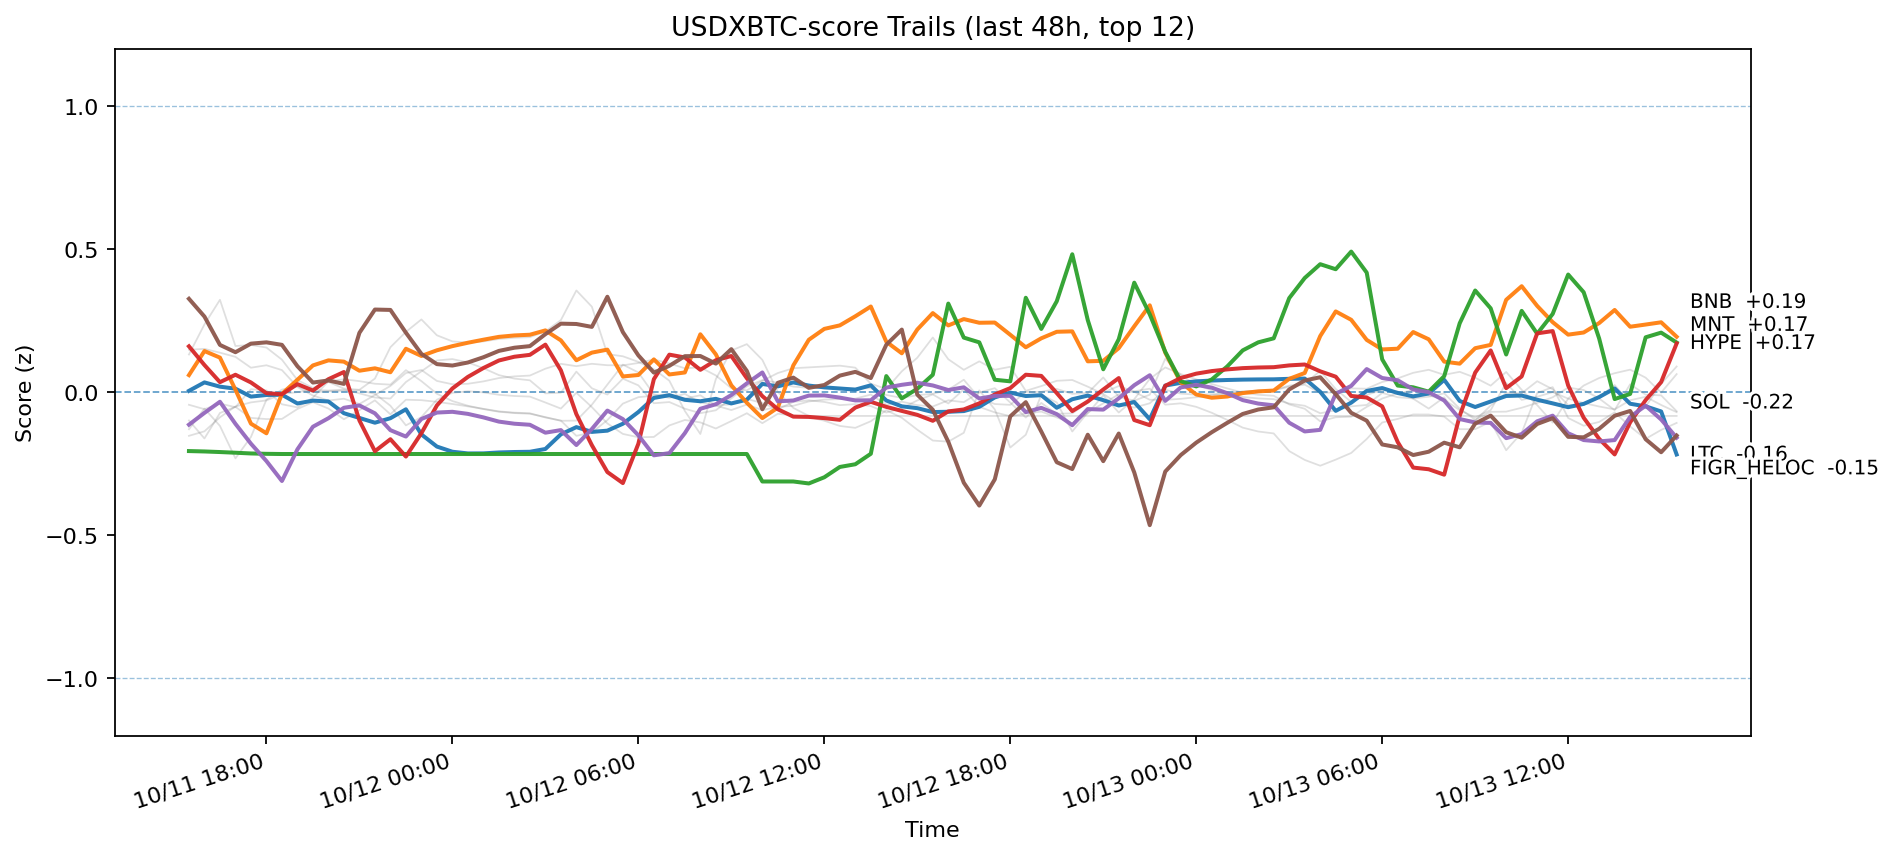 USDXBTC-score Trails (last 48h, top 12)
Score (z)
1.0
0.5
0.0
−0.5
−1.0
BNB +0.19
MNT +0.17
HYPE +0.17
SOL -0.22
LTC -0.16
FIGR_HELOC -0.15
10/11 18:00
10/12 00:00
10/12 06:00
10/12 12:00
10/12 18:00
10/13 00:00
10/13 06:00
10/13 12:00
Time